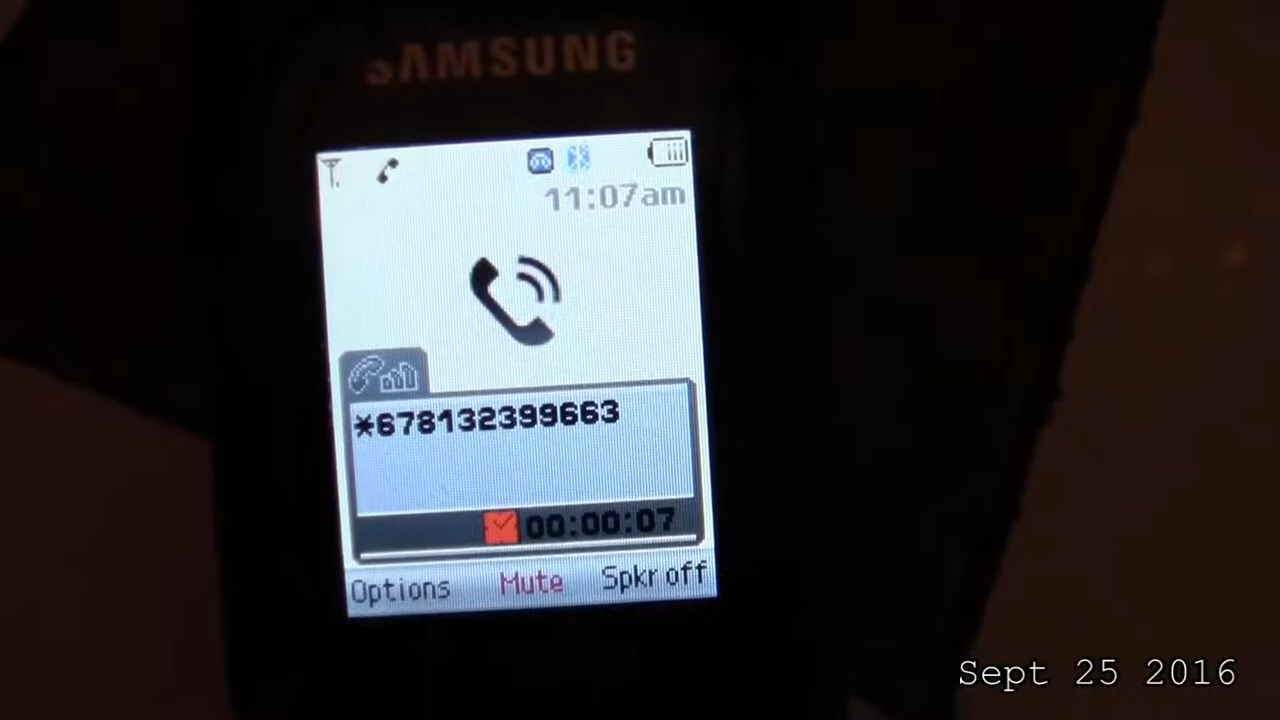 SAMSUNG
11:07am
*678132399663
00:00:07
Options Mute Spkr off
Sept 25 2016